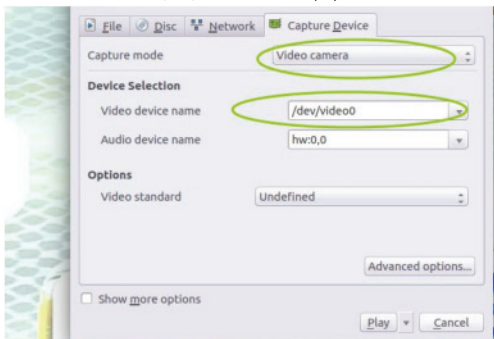 File Disc Network Capture Device
Capture mode Video camera
Device Selection
Video device name /dev/video0
Audio device name hw:0,0
Options
Video standard Undefined
Advanced options...
Show more options
Play Cancel